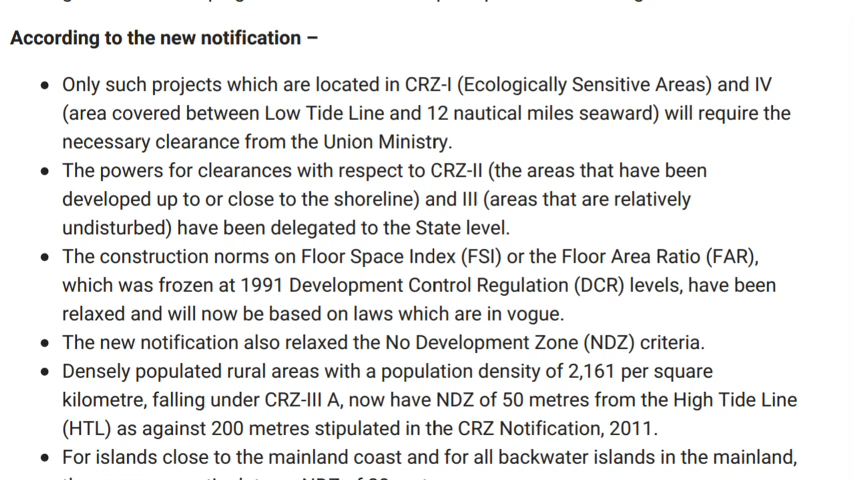 According to the new notification –
Only such projects which are located in CRZ-I (Ecologically Sensitive Areas) and IV
(area covered between Low Tide Line and 12 nautical miles seaward) will require the
necessary clearance from the Union Ministry.
The powers for clearances with respect to CRZ-II (the areas that have been
developed up to or close to the shoreline) and III (areas that are relatively
undisturbed) have been delegated to the State level.
The construction norms on Floor Space Index (FSI) or the Floor Area Ratio (FAR),
which was frozen at 1991 Development Control Regulation (DCR) levels, have been
relaxed and will now be based on laws which are in vogue.
The new notification also relaxed the No Development Zone (NDZ) criteria.
Densely populated rural areas with a population density of 2,161 per square
kilometre, falling under CRZ-III A, now have NDZ of 50 metres from the High Tide Line
(HTL) as against 200 metres stipulated in the CRZ Notification, 2011.
For islands close to the mainland coast and for all backwater islands in the mainland,